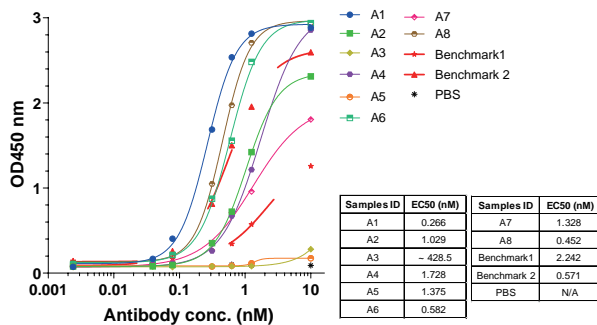 A1
A2
A3
A4
A5
A6
A7
A8
Benchmark1
Benchmark 2
PBS
OD450 nm
3
2
1
0
0.001
0.01
0.1
1
10
Antibody conc. (nM)
Samples ID EC50 (nM)
A1 0.266
A2 1.029
A3 ~ 428.5
A4 1.728
A5 1.375
A6 0.582
Samples ID EC50 (nM)
A7 1.328
A8 0.452
Benchmark1 2.242
Benchmark 2 0.571
PBS N/A